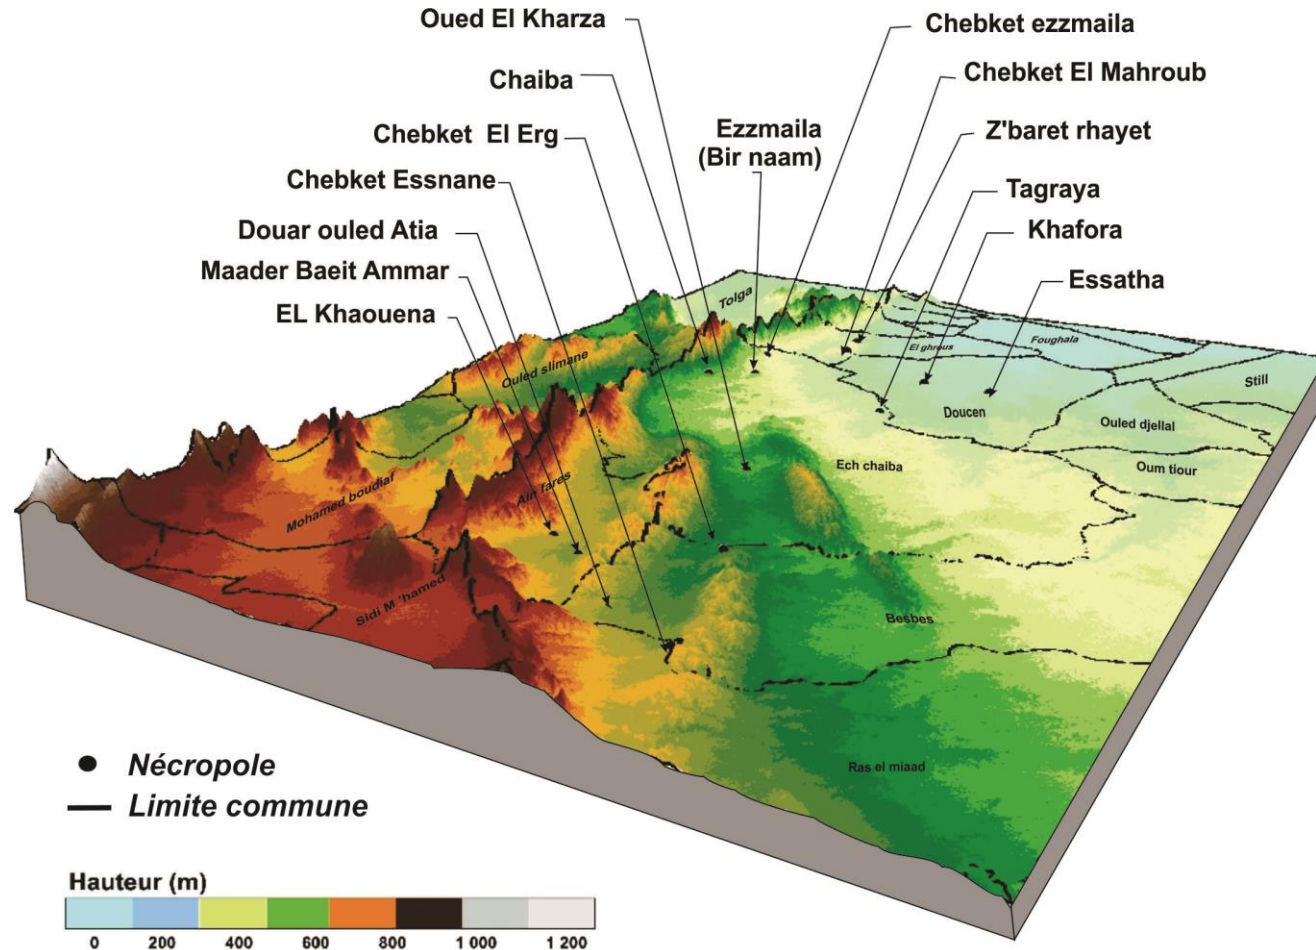 Oued El Kharza
Chebket ezzmaila
Chaiba
Chebket El Mahroub
Chebket El Erg
Ezzmaila
(Bir naam)
Z'baret rhayet
Chebket Essnane
Tagraya
Douar ouled Atia
Khafora
Maader Baeit Ammar
Essatha
EL Khaouena
Tolga
El ghrous
Foughala
Ouled slimane
Still
Doucen
Ouled djellal
Ech chaiba
Oum tiour
Mohamed boudiaf
Ain fares
Sidi M 'hamed
Besbes
Ras el miaad
Nécropole
Limite commune
Hauteur (m)
0 200 400 600 800 1 000 1 200